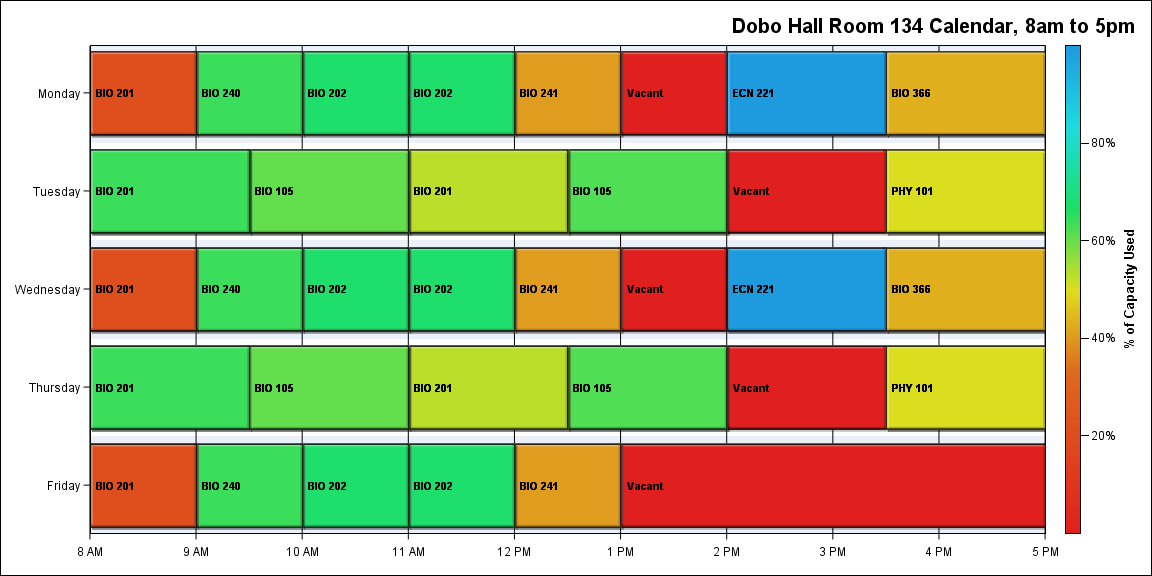 Dobo Hall Room 134 Calendar, 8am to 5pm
Monday BIO 201 BIO 240 BIO 202 BIO 202 BIO 241 Vacant ECN 221 BIO 366
80%
Tuesday BIO 201 BIO 105 BIO 201 BIO 105 Vacant PHY 101
60%
% of Capacity Used
Wednesday BIO 201 BIO 240 BIO 202 BIO 202 BIO 241 Vacant ECN 221 BIO 366
40%
Thursday BIO 201 BIO 105 BIO 201 BIO 105 Vacant PHY 101
20%
Friday BIO 201 BIO 240 BIO 202 BIO 202 BIO 241 Vacant
8 AM 9 AM 10 AM 11 AM 12 PM 1 PM 2 PM 3 PM 4 PM 5 PM